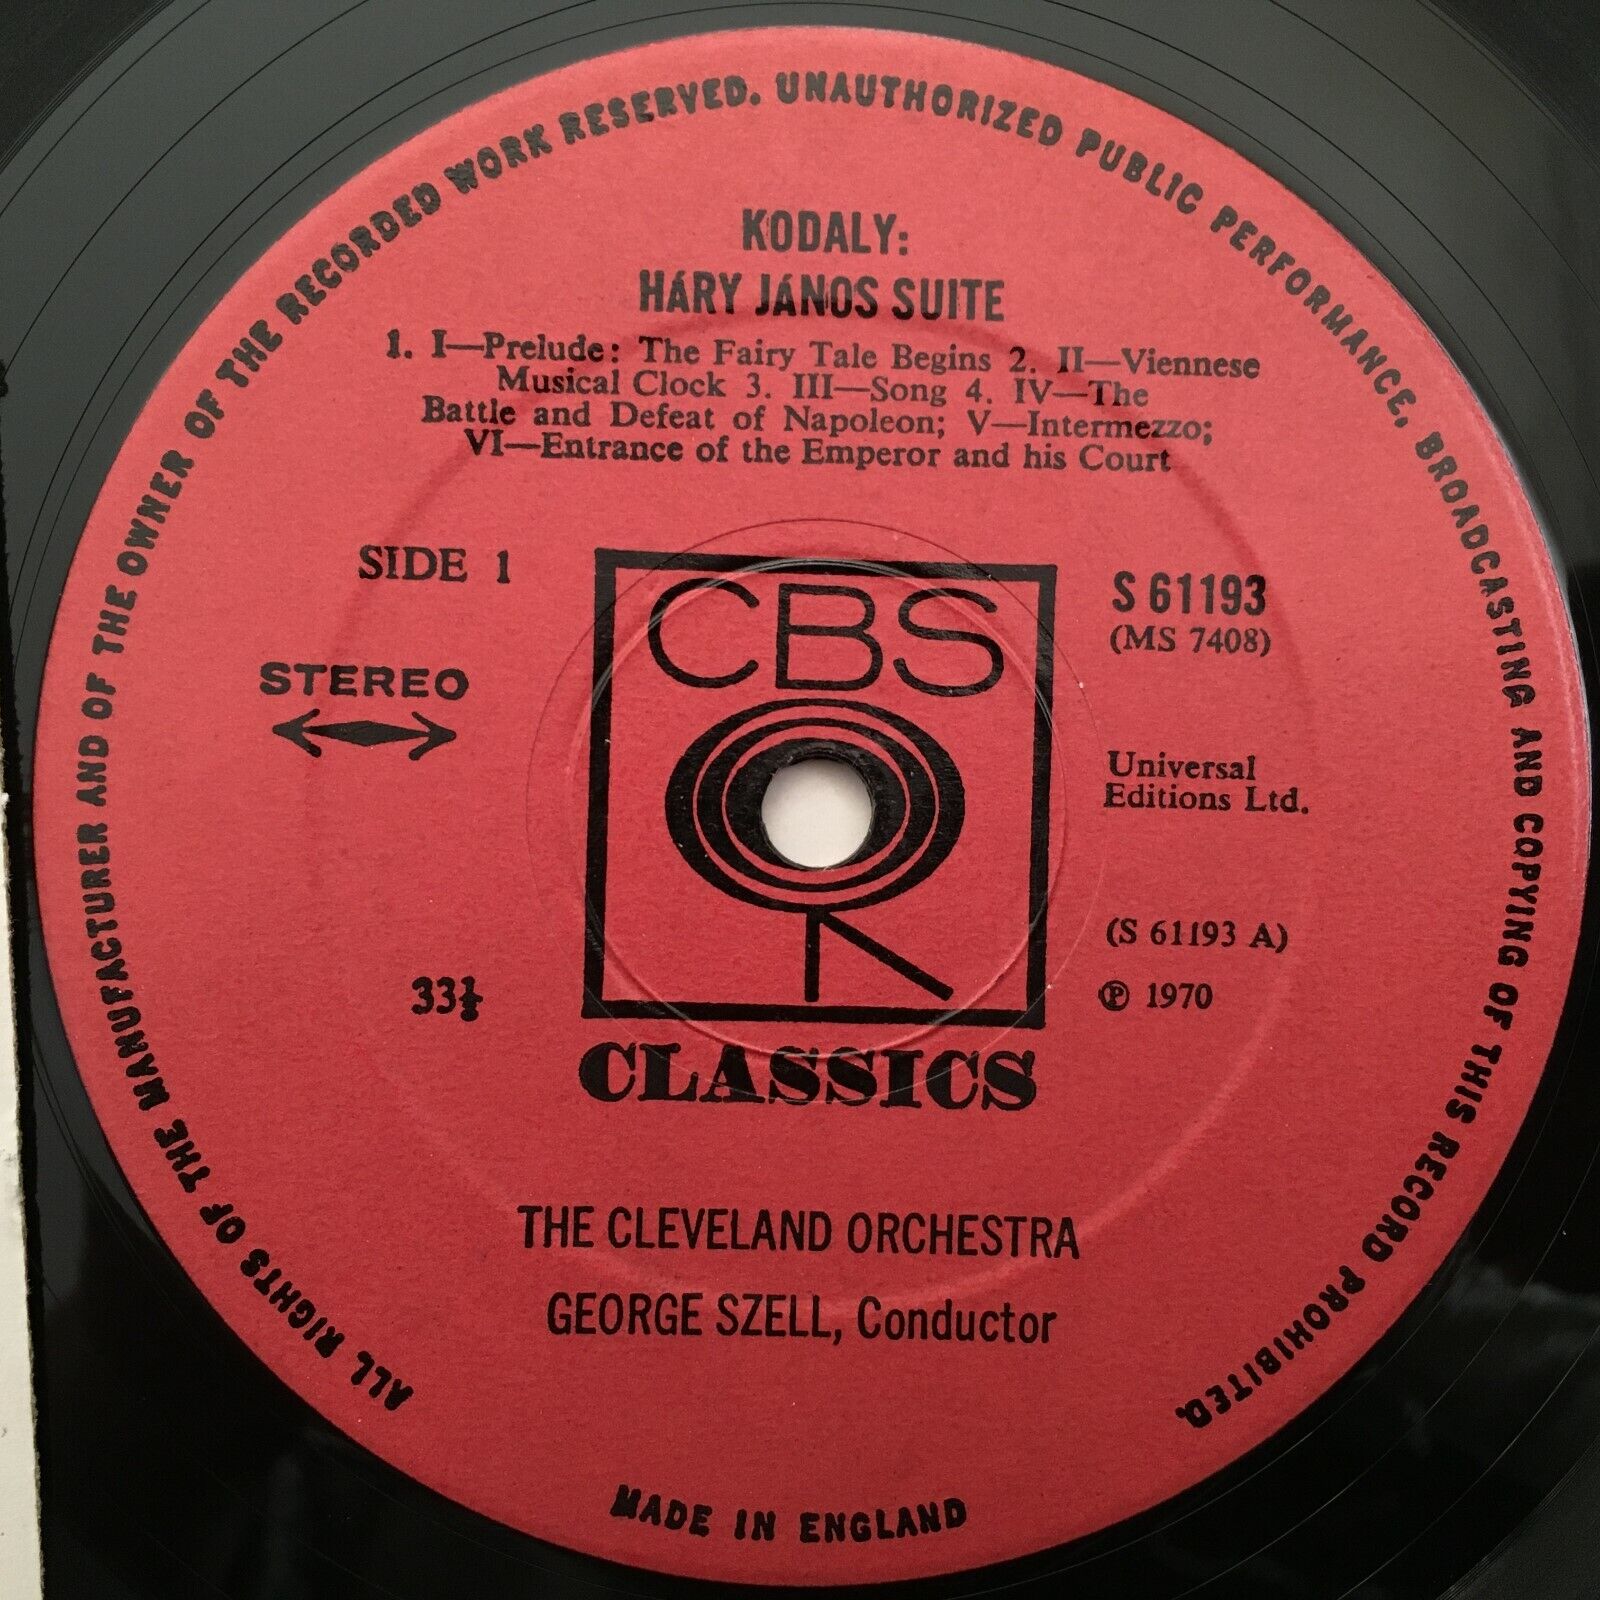 ALL RIGHTS OF THE MANUFACTURER AND OF THE OWNER OF THE RECORDED WORK RESERVED. UNAUTHORIZED PUBLIC PERFORMANCE, BROADCASTING AND COPYING OF THIS RECORD PROHIBITED.
KODALY:
HÁRY JÁNOS SUITE
1. I—Prelude: The Fairy Tale Begins 2. II—Viennese
Musical Clock 3. III—Song 4. IV—The
Battle and Defeat of Napoleon; V—Intermezzo;
VI—Entrance of the Emperor and his Court
SIDE 1
STEREO
33⅓
CBS
CLASSICS
S 61193
(MS 7408)
Universal
Editions Ltd.
(S 61193 A)
℗ 1970
THE CLEVELAND ORCHESTRA
GEORGE SZELL, Conductor
MADE IN ENGLAND